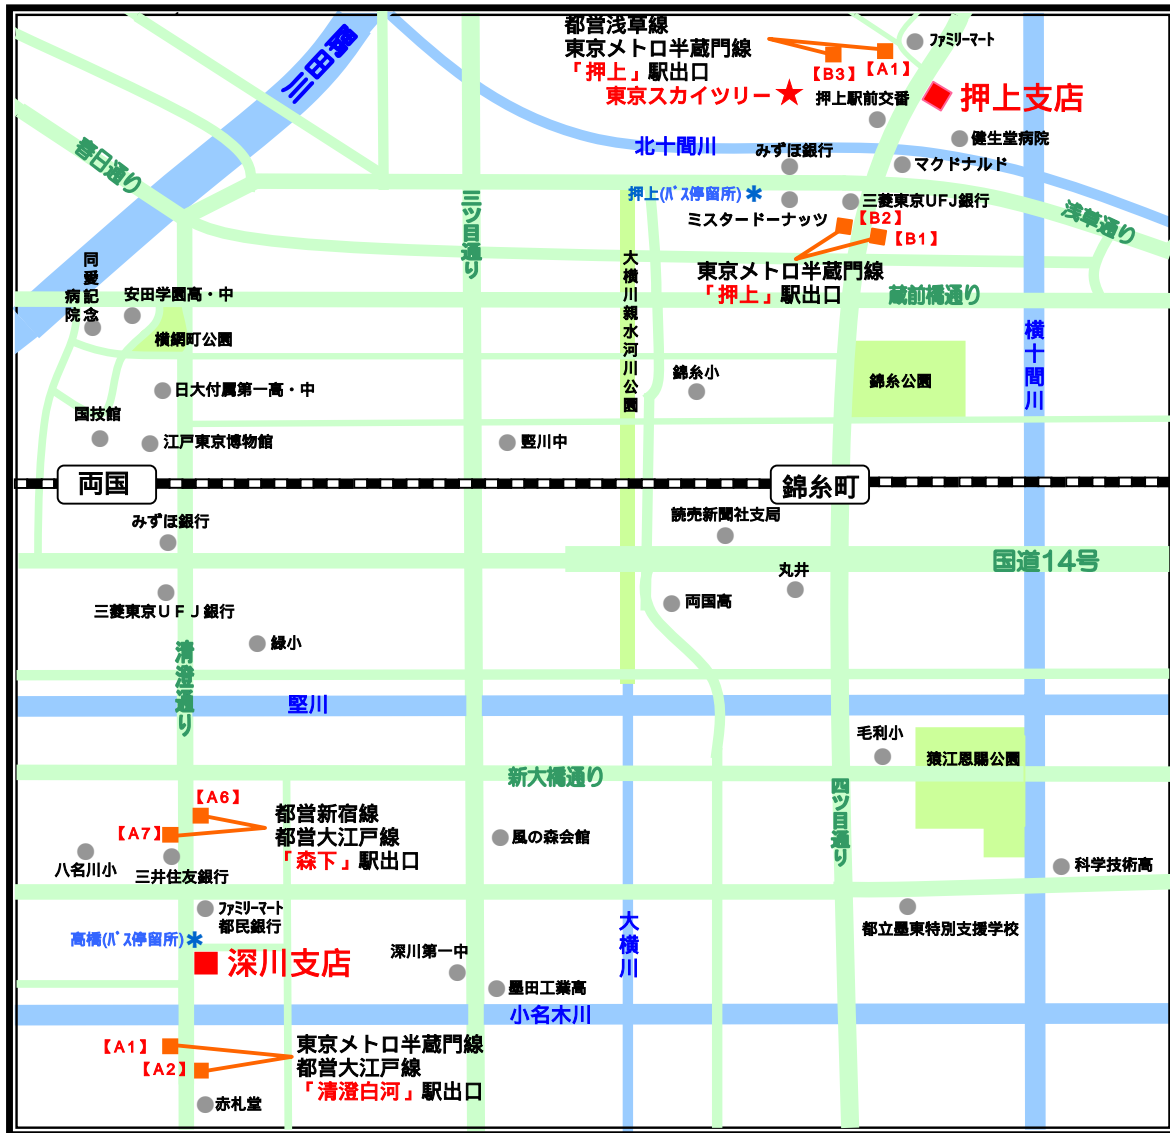 都営浅草線
東京メトロ半蔵門線
「押上」駅出口
東京スカイツリー
【B3】
【A1】
ファミリーマート
押上駅前交番
押上支店
健生堂病院
隅田川
北十間川
みずほ銀行
マクドナルド
春日通り
三ツ目通り
押上(バス停留所)
ミスタードーナッツ
三菱東京UFJ銀行
浅草通り
【B2】
【B1】
東京メトロ半蔵門線
「押上」駅出口
蔵前橋通り
同愛記念
病院
安田学園高・中
横網町公園
大横川親水河川公園
横十間川
錦糸小
錦糸公園
日大付属第一高・中
国技館
江戸東京博物館
竪川中
両国
錦糸町
みずほ銀行
読売新聞社支局
国道14号
丸井
三菱東京UFJ銀行
両国高
緑小
清澄通り
竪川
毛利小
猿江恩賜公園
新大橋通り
四ツ目通り
【A6】
【A7】
都営新宿線
都営大江戸線
「森下」駅出口
風の森会館
八名川小
三井住友銀行
科学技術高
ファミリーマート
都民銀行
都立墨東特別支援学校
高橋(バス停留所)
大横川
深川支店
深川第一中
墨田工業高
小名木川
【A1】
【A2】
東京メトロ半蔵門線
都営大江戸線
「清澄白河」駅出口
赤札堂